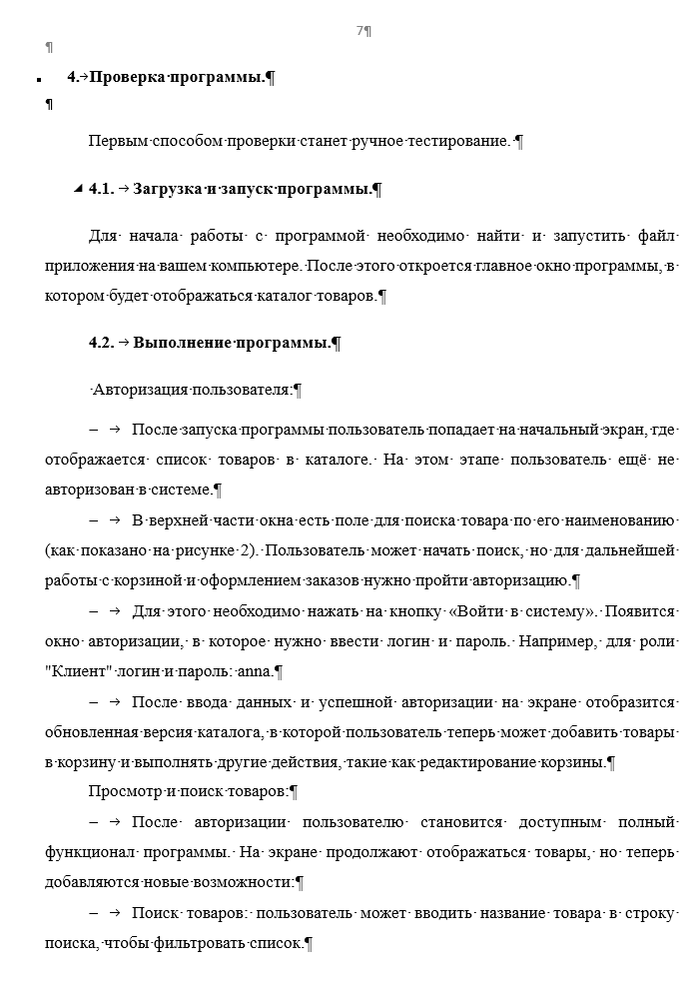 7¶
¶
4.→Проверка·программы.¶
¶
Первым·способом·проверки·станет·ручное·тестирование.·¶
4.1.→Загрузка·и·запуск·программы.¶
Для·начала·работы·с·программой·необходимо·найти·и·запустить·файл·
приложения·на·вашем·компьютере.·После·этого·откроется·главное·окно·программы,·в·
котором·будет·отображаться·каталог·товаров.¶
4.2.→Выполнение·программы.¶
·Авторизация·пользователя:¶
–→После·запуска·программы·пользователь·попадает·на·начальный·экран,·где·
отображается·список·товаров·в·каталоге.·На·этом·этапе·пользователь·ещё·не·
авторизован·в·системе.¶
–→В·верхней·части·окна·есть·поле·для·поиска·товара·по·его·наименованию·
(как·показано·на·рисунке·2).·Пользователь·может·начать·поиск,·но·для·дальнейшей·
работы·с·корзиной·и·оформлением·заказов·нужно·пройти·авторизацию.¶
–→Для·этого·необходимо·нажать·на·кнопку·«Войти·в·систему».·Появится·
окно·авторизации,·в·которое·нужно·ввести·логин·и·пароль.·Например,·для·роли·
"Клиент"·логин·и·пароль:·anna.¶
–→После·ввода·данных·и·успешной·авторизации·на·экране·отобразится·
обновленная·версия·каталога,·в·которой·пользователь·теперь·может·добавить·товары·
в·корзину·и·выполнять·другие·действия,·такие·как·редактирование·корзины.¶
Просмотр·и·поиск·товаров:¶
–→После·авторизации·пользователю·становится·доступным·полный·
функционал·программы.·На·экране·продолжают·отображаться·товары,·но·теперь·
добавляются·новые·возможности:¶
–→Поиск·товаров:·пользователь·может·вводить·название·товара·в·строку·
поиска,·чтобы·фильтровать·список.¶